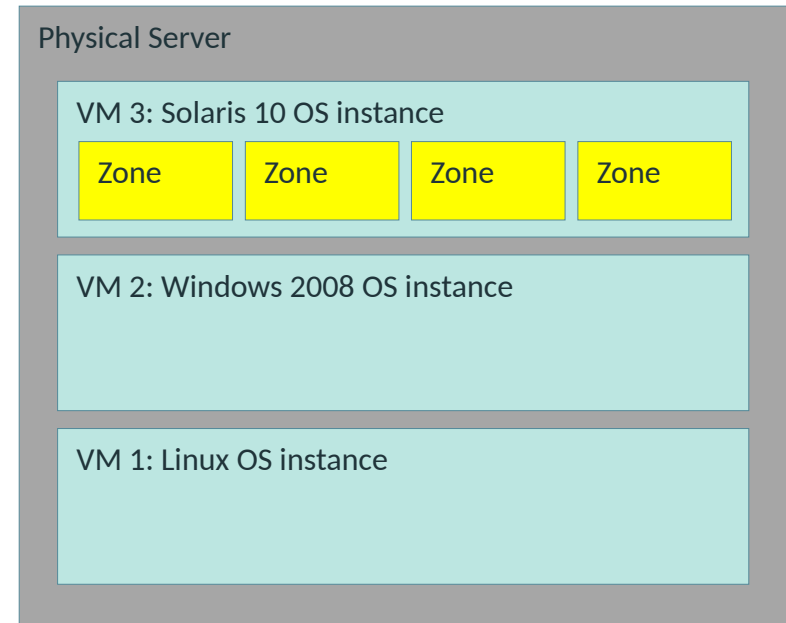 Physical Server
VM 3: Solaris 10 OS instance
Zone Zone Zone Zone
VM 2: Windows 2008 OS instance
VM 1: Linux OS instance